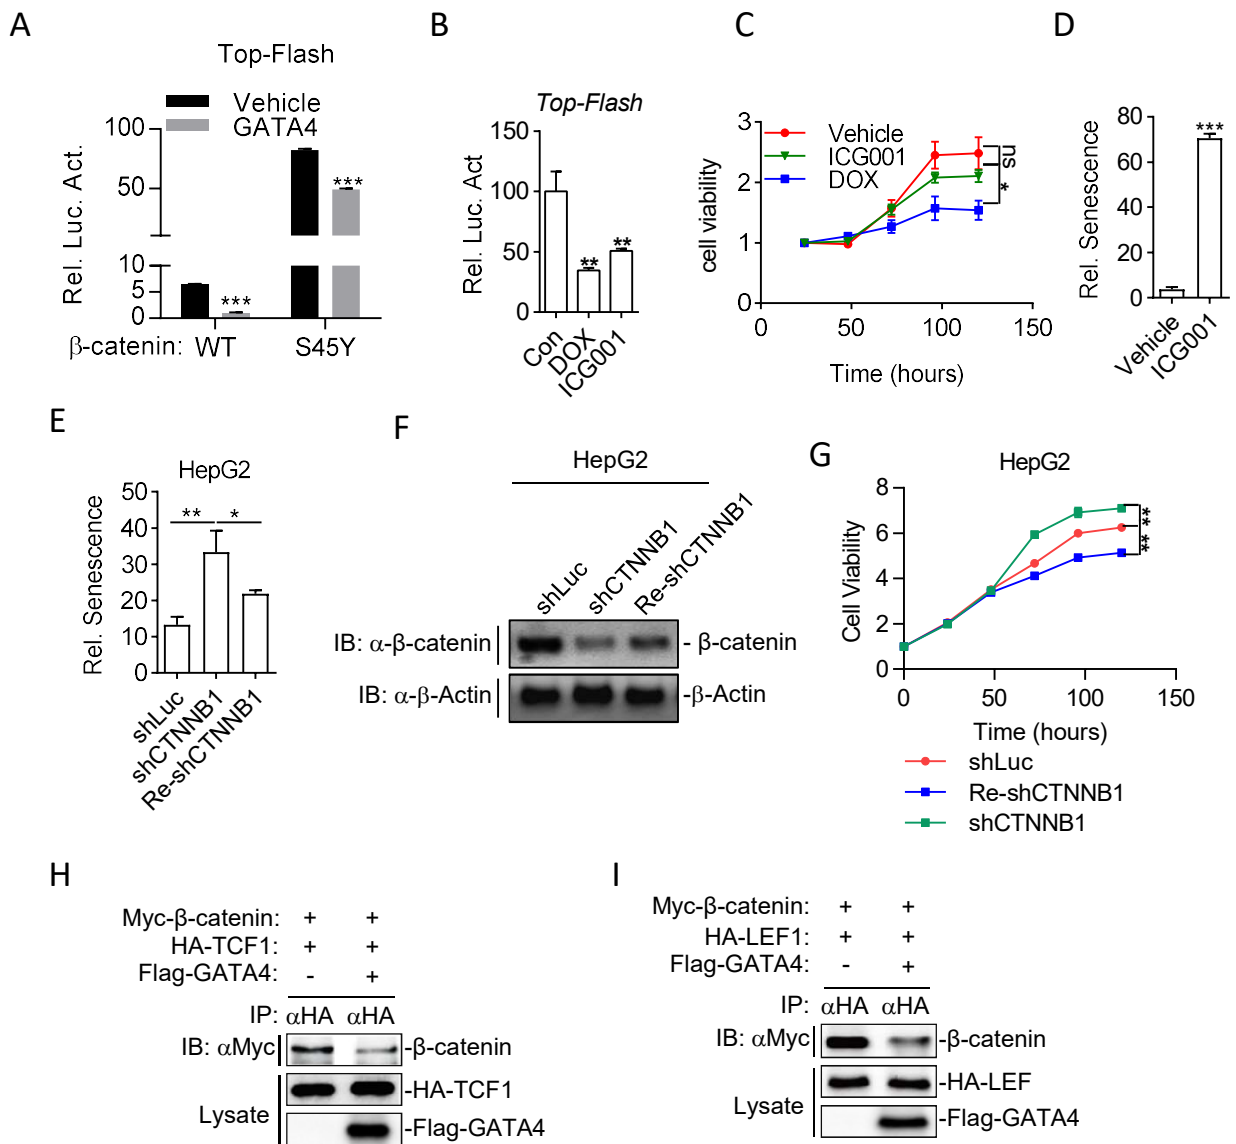 A
Top-Flash
Vehicle
GATA4
Rel. Luc. Act.
100
50
10
5
0
***
***
β-catenin: WT S45Y
B
Top-Flash
Rel. Luc. Act
150
100
50
0
**
**
Con
DOX
ICG001
C
Vehicle
ICG001
DOX
cell viability
3
2
1
0
ns
*
0 50 100 150
Time (hours)
D
Rel. Senescence
80
60
40
20
0
***
Vehicle
ICG001
E
HepG2
Rel. Senescence
50
40
30
20
10
0
** *
shLuc
shCTNNB1
Re-shCTNNB1
F
HepG2
shLuc
shCTNNB1
Re-shCTNNB1
IB: α-β-catenin - β-catenin
IB: α-β-Actin -β-Actin
G
HepG2
Cell Viability
8
6
4
2
0
**
**
0 50 100 150
Time (hours)
shLuc
Re-shCTNNB1
shCTNNB1
H
Myc-β-catenin: + +
HA-TCF1: + +
Flag-GATA4: - +
IP: αHA αHA
IB: αMyc -β-catenin
-HA-TCF1
Lysate
-Flag-GATA4
I
Myc-β-catenin: + +
HA-LEF1: + +
Flag-GATA4: - +
IP: αHA αHA
IB: αMyc -β-catenin
-HA-LEF
Lysate
-Flag-GATA4